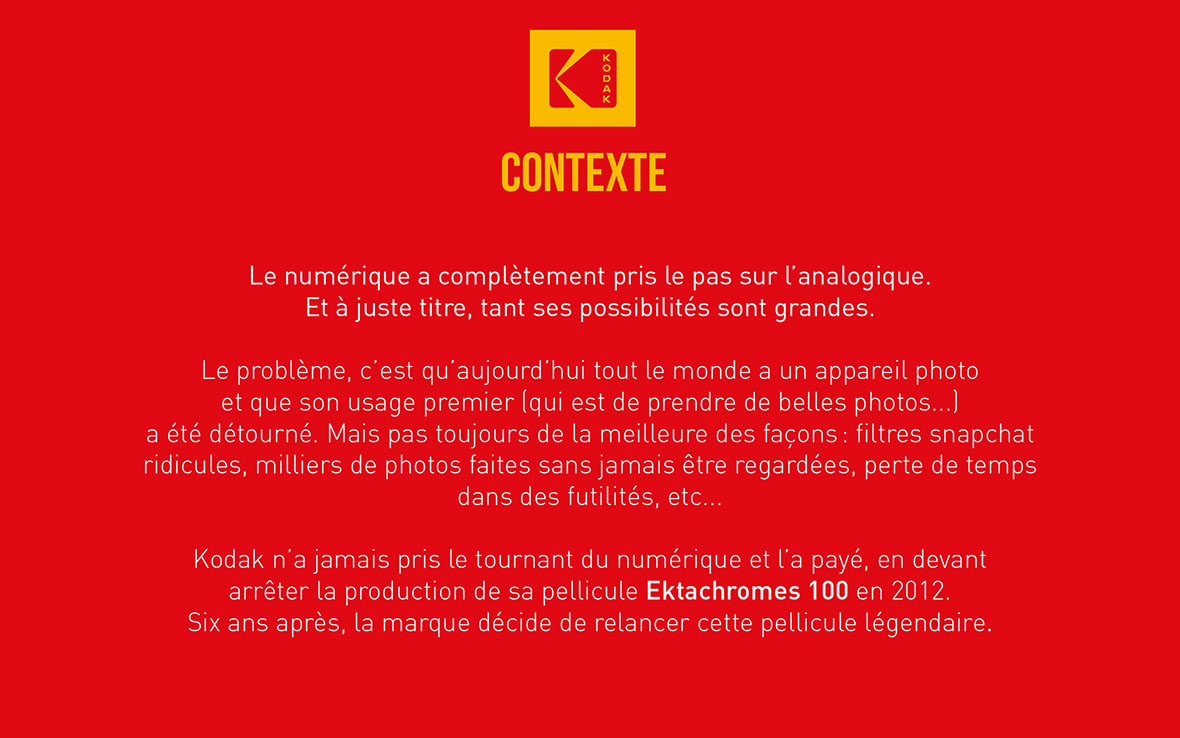 KODAK
CONTEXTE
Le numérique a complètement pris le pas sur l’analogique.
Et à juste titre, tant ses possibilités sont grandes.
Le problème, c’est qu’aujourd’hui tout le monde a un appareil photo
et que son usage premier (qui est de prendre de belles photos...)
a été détourné. Mais pas toujours de la meilleure des façons : filtres snapchat
ridicules, milliers de photos faites sans jamais être regardées, perte de temps
dans des futilités, etc...
Kodak n’a jamais pris le tournant du numérique et l’a payé, en devant
arrêter la production de sa pellicule Ektachromes 100 en 2012.
Six ans après, la marque décide de relancer cette pellicule légendaire.